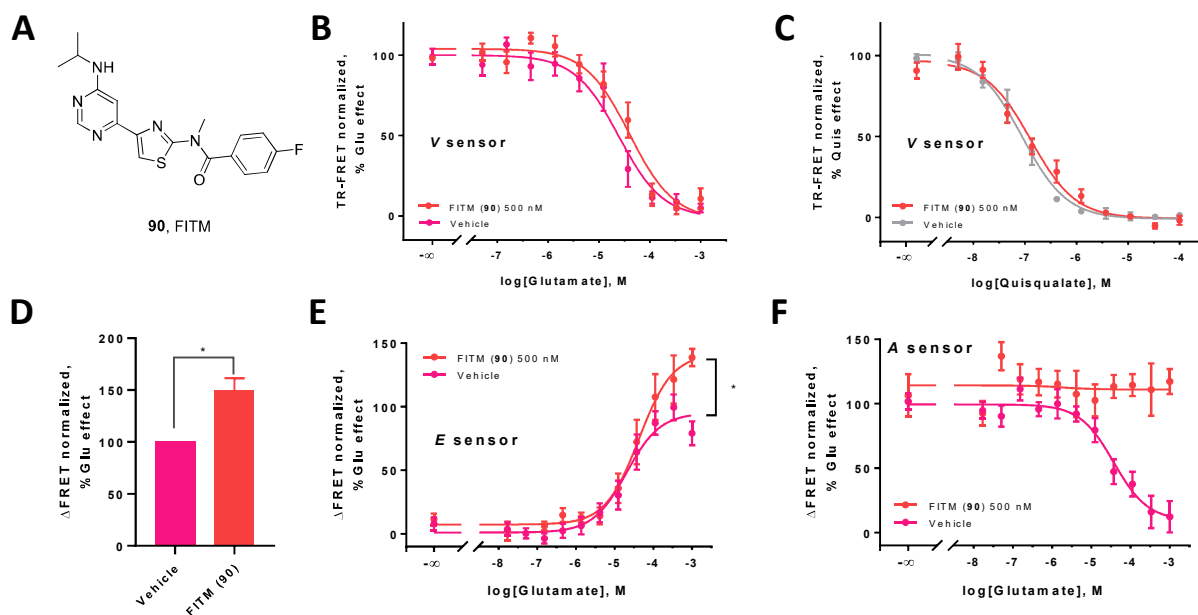 A
NH
N
N
N
S
N
O
F
90, FITM
B
TR-FRET normalized,
% Glu effect
100
50
0
V sensor
FITM (90) 500 nM
Vehicle
-∞
-7
-6
-5
-4
-3
log[Glutamate], M
C
TR-FRET normalized,
% Quis effect
100
50
0
V sensor
FITM (90) 500 nM
Vehicle
-∞
-8
-7
-6
-5
-4
log[Quisqualate], M
D
ΔFRET normalized,
% Glu effect
200
150
100
50
0
*
Vehicle
FITM (90)
E
ΔFRET normalized,
% Glu effect
150
100
50
0
FITM (90) 500 nM
Vehicle
*
E sensor
-∞
-8
-7
-6
-5
-4
-3
log[Glutamate], M
F
ΔFRET normalized,
% Glu effect
150
100
50
0
A sensor
FITM (90) 500 nM
Vehicle
-∞
-8
-7
-6
-5
-4
-3
log[Glutamate], M